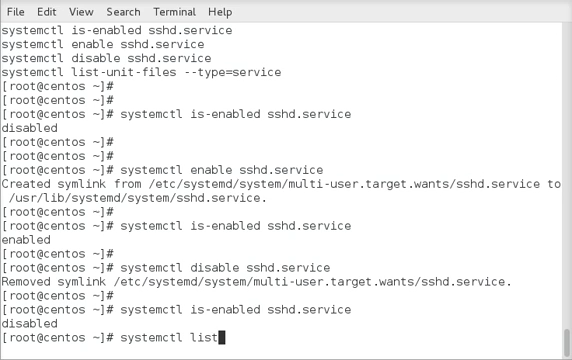 File Edit View Search Terminal Help
systemctl is-enabled sshd.service
systemctl enable sshd.service
systemctl disable sshd.service
systemctl list-unit-files --type=service
[root@centos ~]#
[root@centos ~]#
[root@centos ~]# systemctl is-enabled sshd.service
disabled
[root@centos ~]#
[root@centos ~]#
[root@centos ~]# systemctl enable sshd.service
Created symlink from /etc/systemd/system/multi-user.target.wants/sshd.service to
/usr/lib/systemd/system/sshd.service.
[root@centos ~]#
[root@centos ~]# systemctl is-enabled sshd.service
enabled
[root@centos ~]#
[root@centos ~]# systemctl disable sshd.service
Removed symlink /etc/systemd/system/multi-user.target.wants/sshd.service.
[root@centos ~]#
[root@centos ~]# systemctl is-enabled sshd.service
disabled
[root@centos ~]# systemctl list